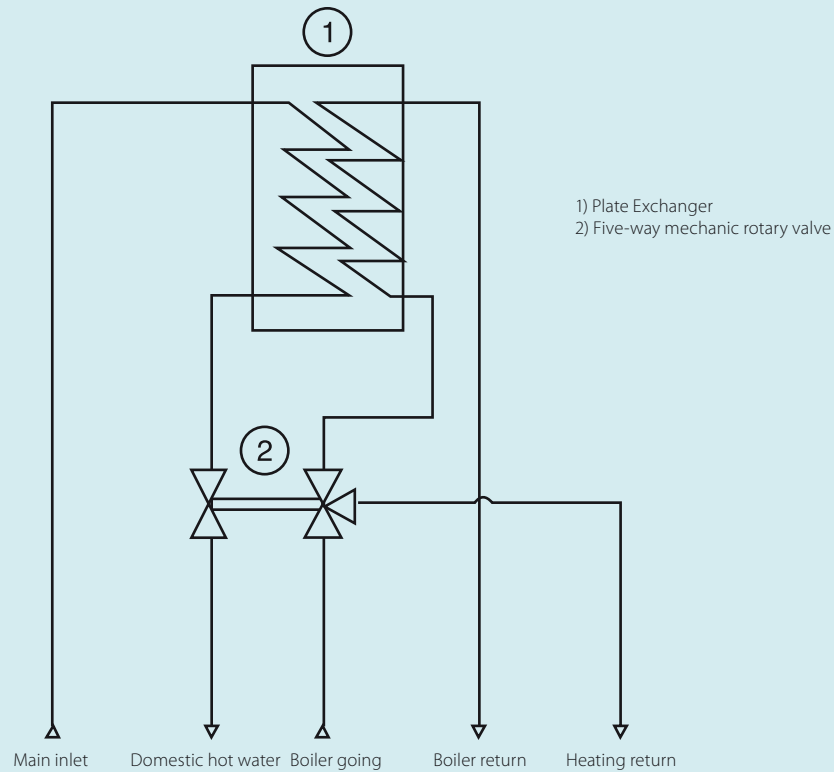 1
1) Plate Exchanger
2) Five-way mechanic rotary valve
2
Main inlet
Domestic hot water
Boiler going
Boiler return
Heating return